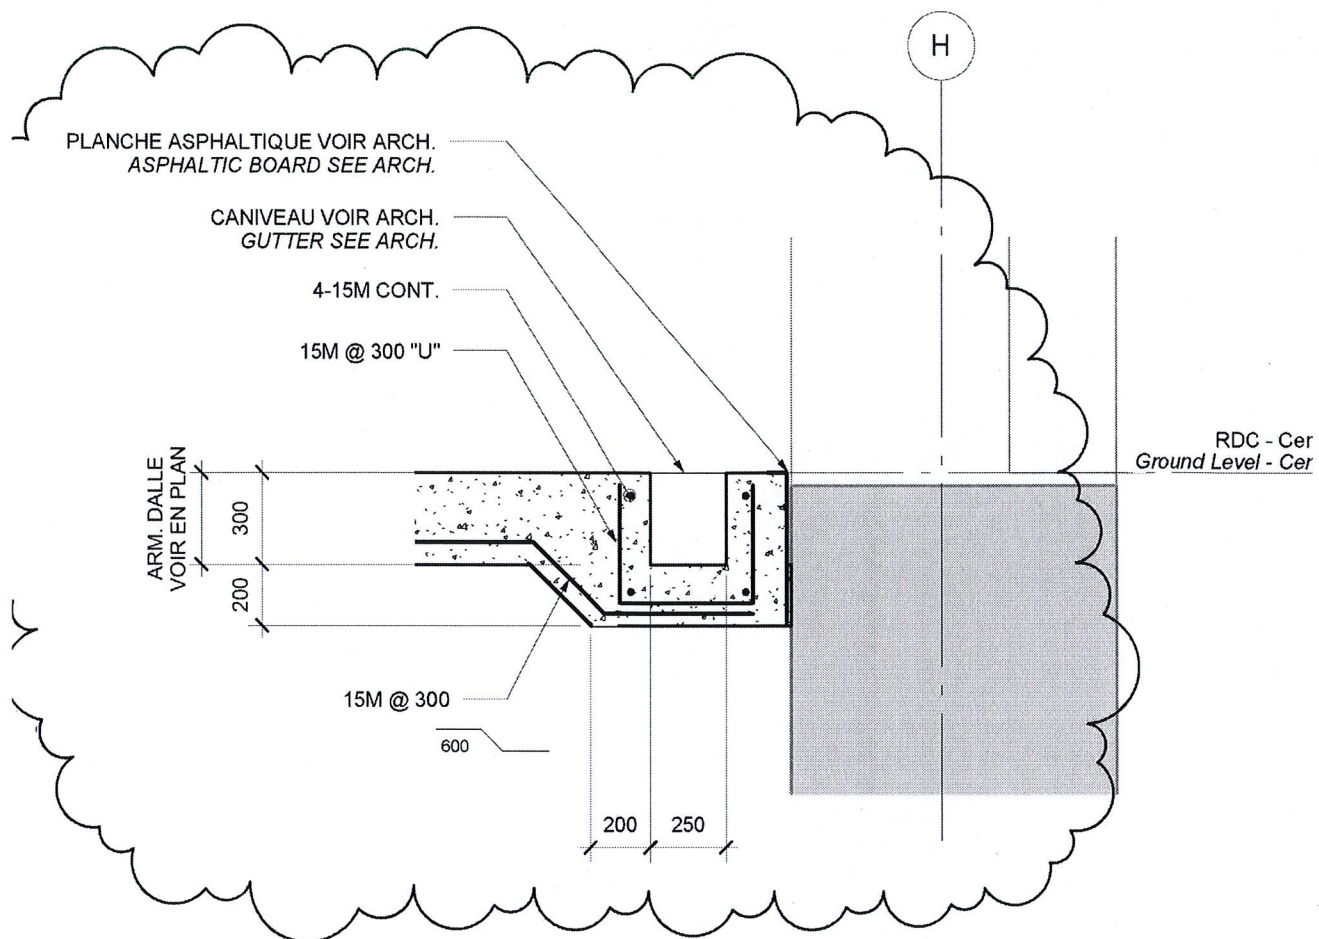 H
PLANCHE ASPHALTIQUE VOIR ARCH.
ASPHALTIC BOARD SEE ARCH.
CANIVEAU VOIR ARCH.
GUTTER SEE ARCH.
4-15M CONT.
15M @ 300 "U"
RDC - Cer
Ground Level - Cer
ARM. DALLE
VOIR EN PLAN
300
200
15M @ 300
600
200 250